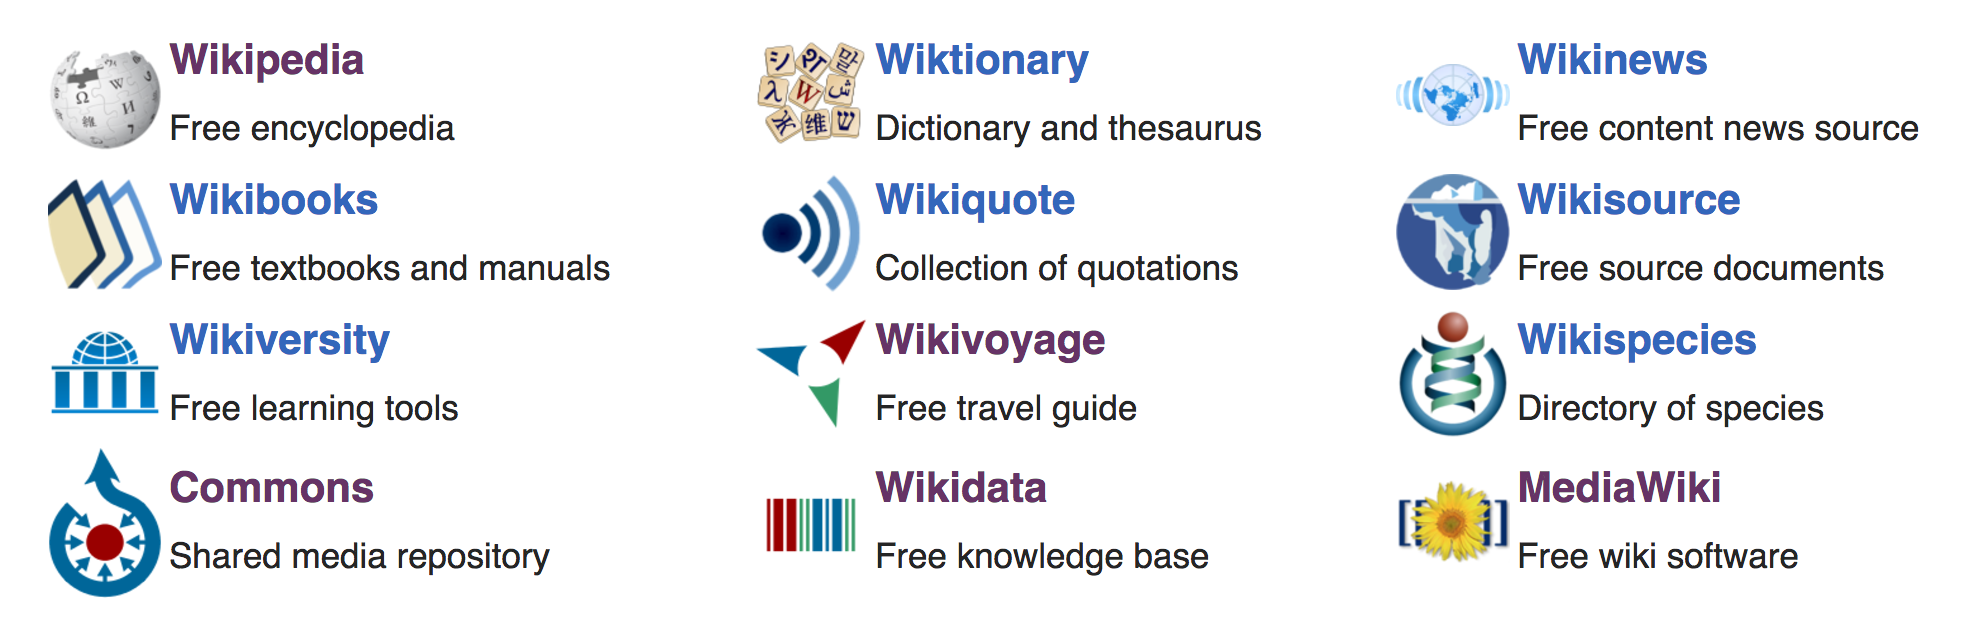 Wikipedia
Free encyclopedia
Wiktionary
Dictionary and thesaurus
Wikinews
Free content news source
Wikibooks
Free textbooks and manuals
Wikiquote
Collection of quotations
Wikisource
Free source documents
Wikiversity
Free learning tools
Wikivoyage
Free travel guide
Wikispecies
Directory of species
Commons
Shared media repository
Wikidata
Free knowledge base
MediaWiki
Free wiki software